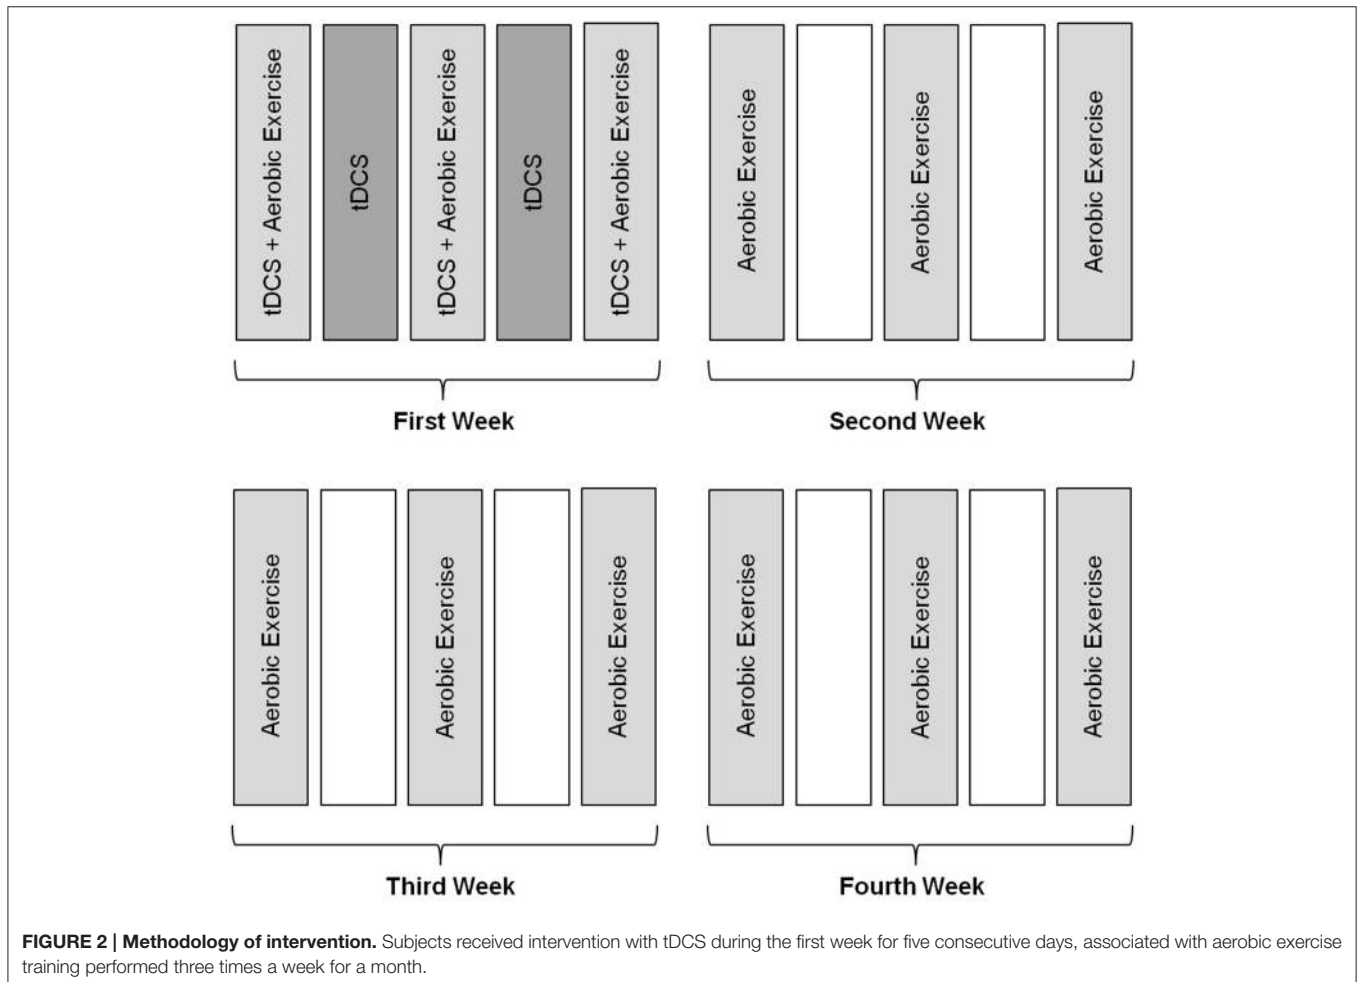 tDCS + Aerobic Exercise
tDCS
tDCS + Aerobic Exercise
tDCS
tDCS + Aerobic Exercise
First Week
Aerobic Exercise
Aerobic Exercise
Aerobic Exercise
Second Week
Aerobic Exercise
Aerobic Exercise
Aerobic Exercise
Third Week
Aerobic Exercise
Aerobic Exercise
Aerobic Exercise
Fourth Week
FIGURE 2 | Methodology of intervention. Subjects received intervention with tDCS during the first week for five consecutive days, associated with aerobic exercise
training performed three times a week for a month.